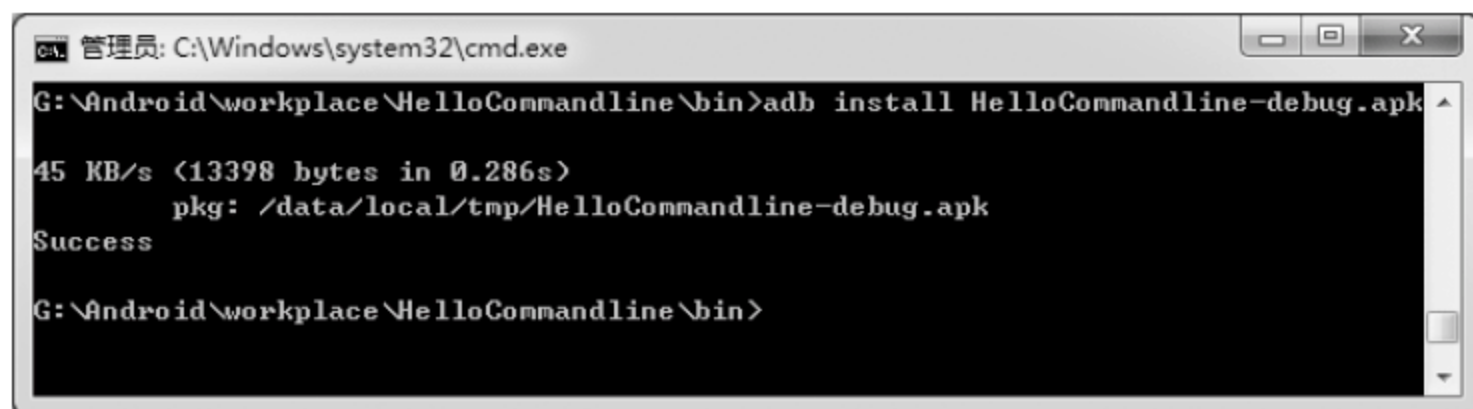 管理员: C:\Windows\system32\cmd.exe
G:\Android\workplace\HelloCommandline\bin>adb install HelloCommandline-debug.apk
45 KB/s (13398 bytes in 0.286s)
pkg: /data/local/tmp/HelloCommandline-debug.apk
Success
G:\Android\workplace\HelloCommandline\bin>